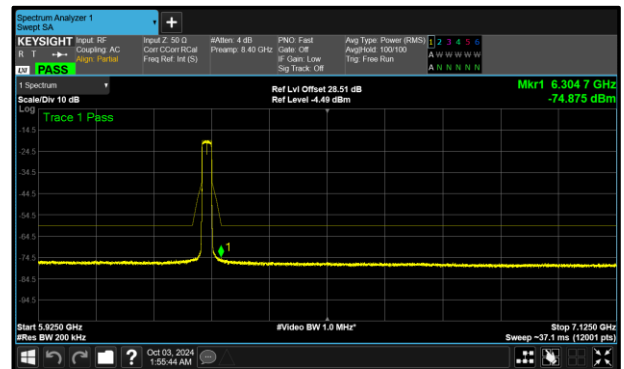 Spectrum Analyzer 1
Swept SA
+
KEYSIGHT Input: RF Input Z: 50 Ω #Atten: 4 dB PNO: Fast Avg Type: Power (RMS) 1 2 3 4 5 6
R T Coupling: AC Corr CCorr RCal Preamp: 8.40 GHz Gate: Off Avg|Hold: 100/100 A W W W W W
Align: Partial Freq Ref: Int (S) IF Gain: Low Trig: Free Run
PASS Sig Track: Off A N N N N N
1 Spectrum Ref Lvl Offset 28.51 dB Mkr1 6.304 7 GHz
Scale/Div 10 dB Ref Level -4.49 dBm -74.875 dBm
Log
Trace 1 Pass
-14.5
-24.5
-34.5
-44.5
-54.5
-64.5
1
-74.5
-84.5
-94.5
Start 5.9250 GHz #Video BW 1.0 MHz* Stop 7.1250 GHz
#Res BW 200 kHz Sweep ~37.1 ms (12001 pts)
? Oct 03, 2024
1:55:44 AM